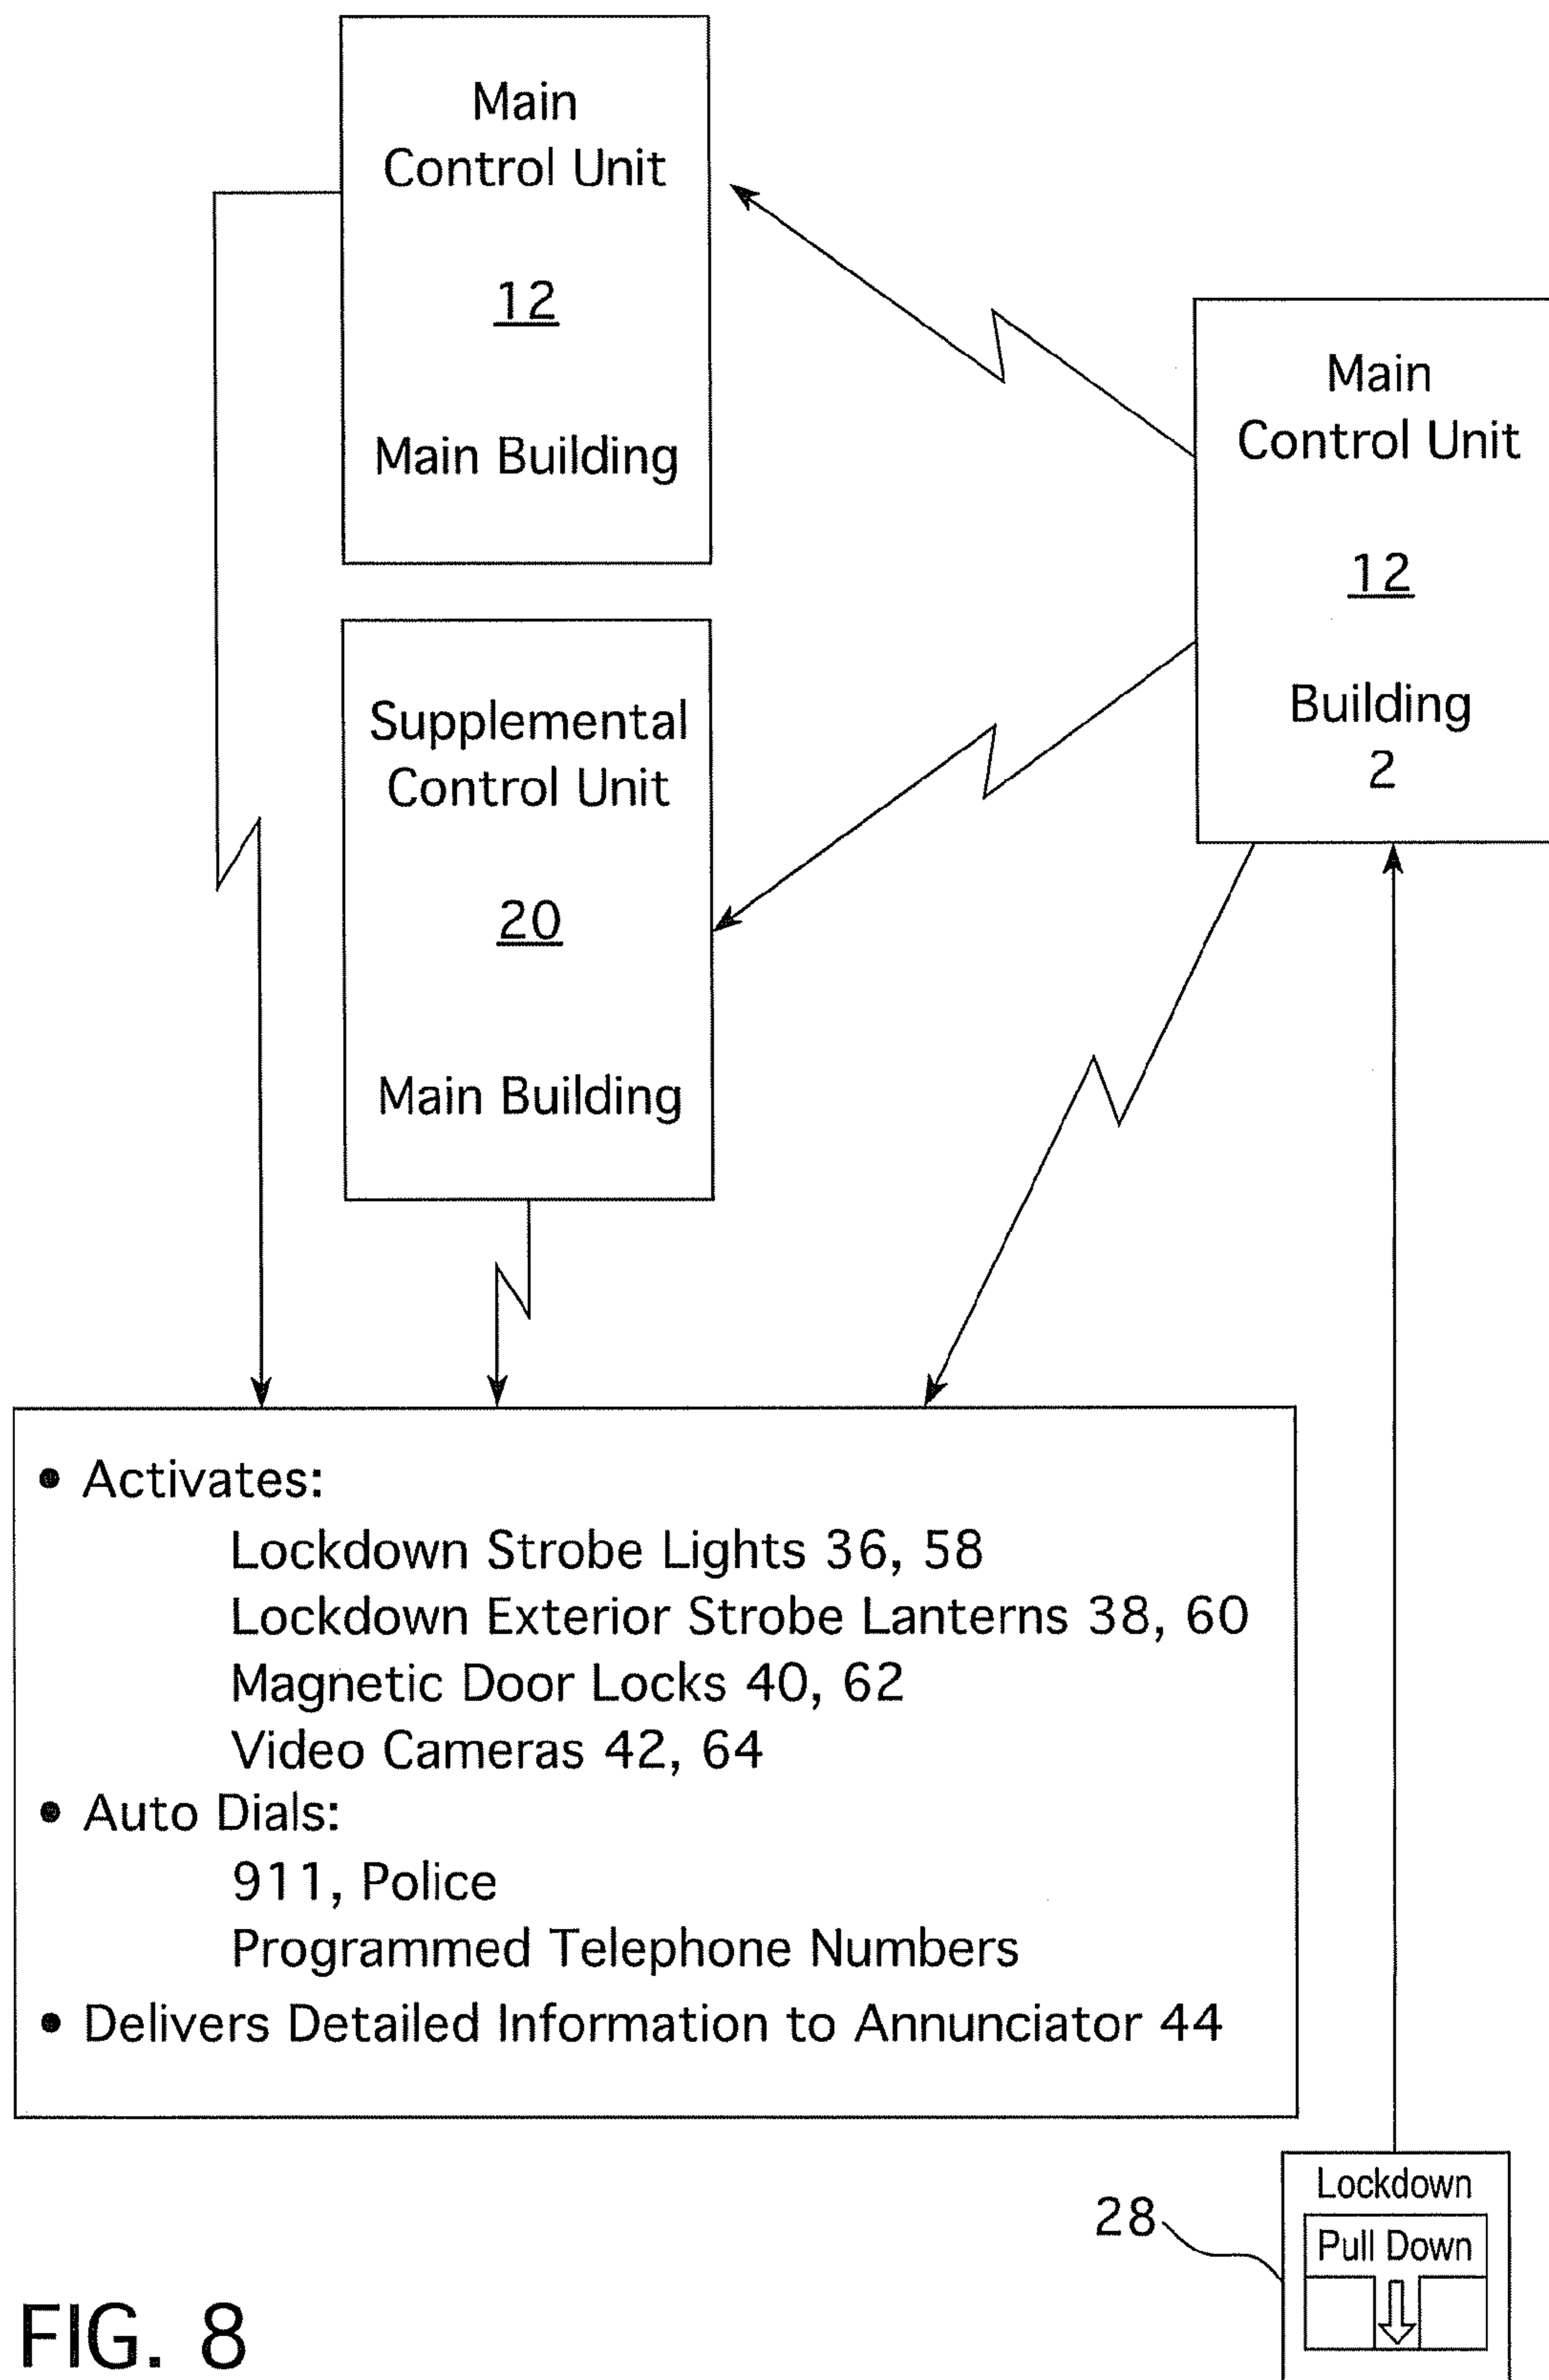 Main
Control Unit
12
Main Building
Main
Control Unit
12
Building
2
Supplemental
Control Unit
20
Main Building
• Activates:
Lockdown Strobe Lights 36, 58
Lockdown Exterior Strobe Lanterns 38, 60
Magnetic Door Locks 40, 62
Video Cameras 42, 64
• Auto Dials:
911, Police
Programmed Telephone Numbers
• Delivers Detailed Information to Annunciator 44
Lockdown
28
Pull Down
FIG. 8